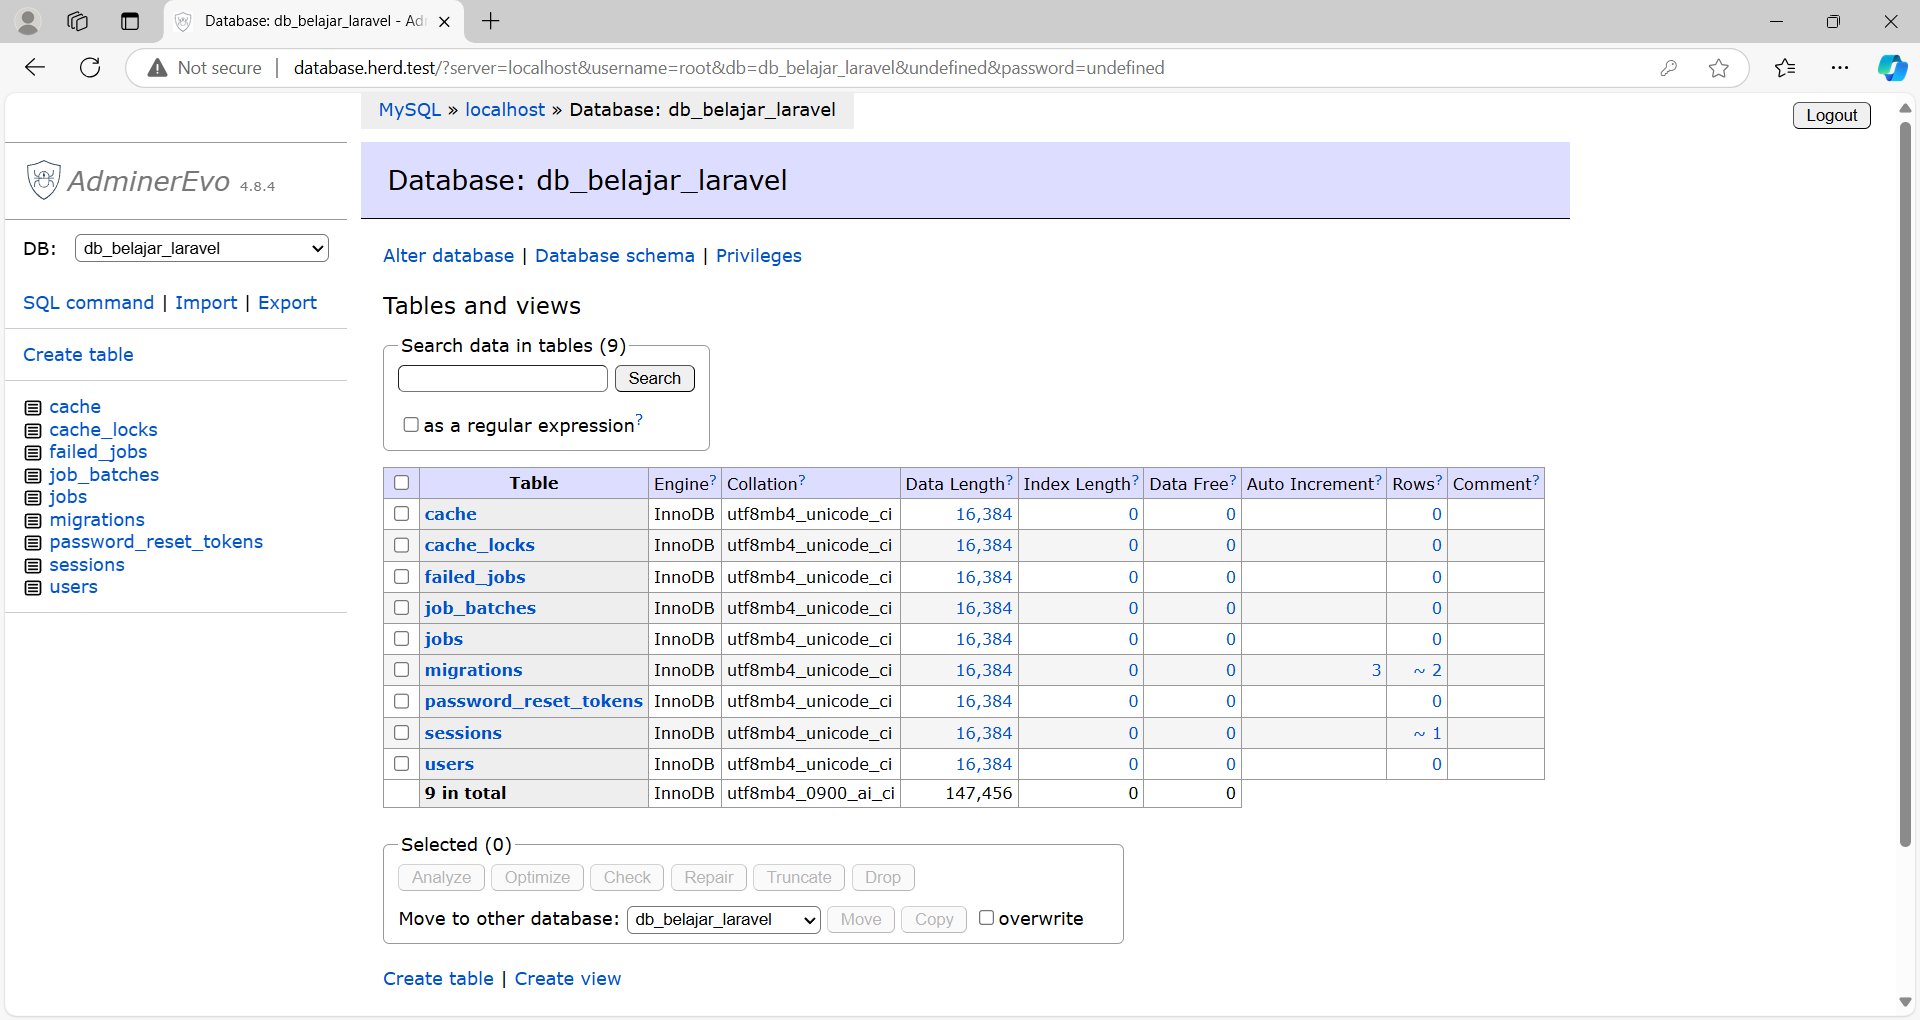 Database: db_belajar_laravel - Ad
Not secure
database.herd.test/?server=localhost&username=root&db=db_belajar_laravel&undefined&password=undefined
MySQL » localhost » Database: db_belajar_laravel
Logout
AdminerEvo 4.8.4
Database: db_belajar_laravel
DB: db_belajar_laravel
SQL command | Import | Export
Create table
cache
cache_locks
failed_jobs
job_batches
jobs
migrations
password_reset_tokens
sessions
users
Alter database | Database schema | Privileges
Tables and views
Search data in tables (9)
Search
as a regular expression?
Table Engine? Collation? Data Length? Index Length? Data Free? Auto Increment? Rows? Comment?
cache InnoDB utf8mb4_unicode_ci 16,384 0 0 0
cache_locks InnoDB utf8mb4_unicode_ci 16,384 0 0 0
failed_jobs InnoDB utf8mb4_unicode_ci 16,384 0 0 0
job_batches InnoDB utf8mb4_unicode_ci 16,384 0 0 0
jobs InnoDB utf8mb4_unicode_ci 16,384 0 0 0
migrations InnoDB utf8mb4_unicode_ci 16,384 0 0 3 ~ 2
password_reset_tokens InnoDB utf8mb4_unicode_ci 16,384 0 0 0
sessions InnoDB utf8mb4_unicode_ci 16,384 0 0 ~ 1
users InnoDB utf8mb4_unicode_ci 16,384 0 0 0
9 in total InnoDB utf8mb4_0900_ai_ci 147,456 0 0
Selected (0)
Analyze Optimize Check Repair Truncate Drop
Move to other database: db_belajar_laravel Move Copy overwrite
Create table | Create view